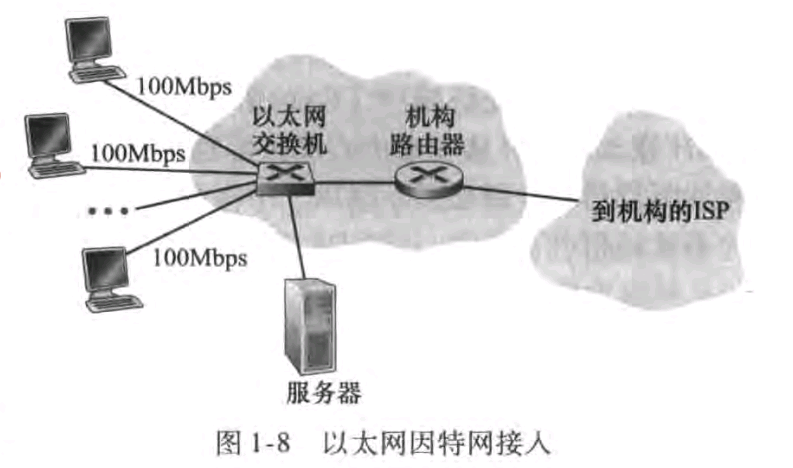 100Mbps
以太网
交换机
机构
路由器
100Mbps
到机构的ISP
•••
100Mbps
服务器
图 1-8 以太网因特网接入